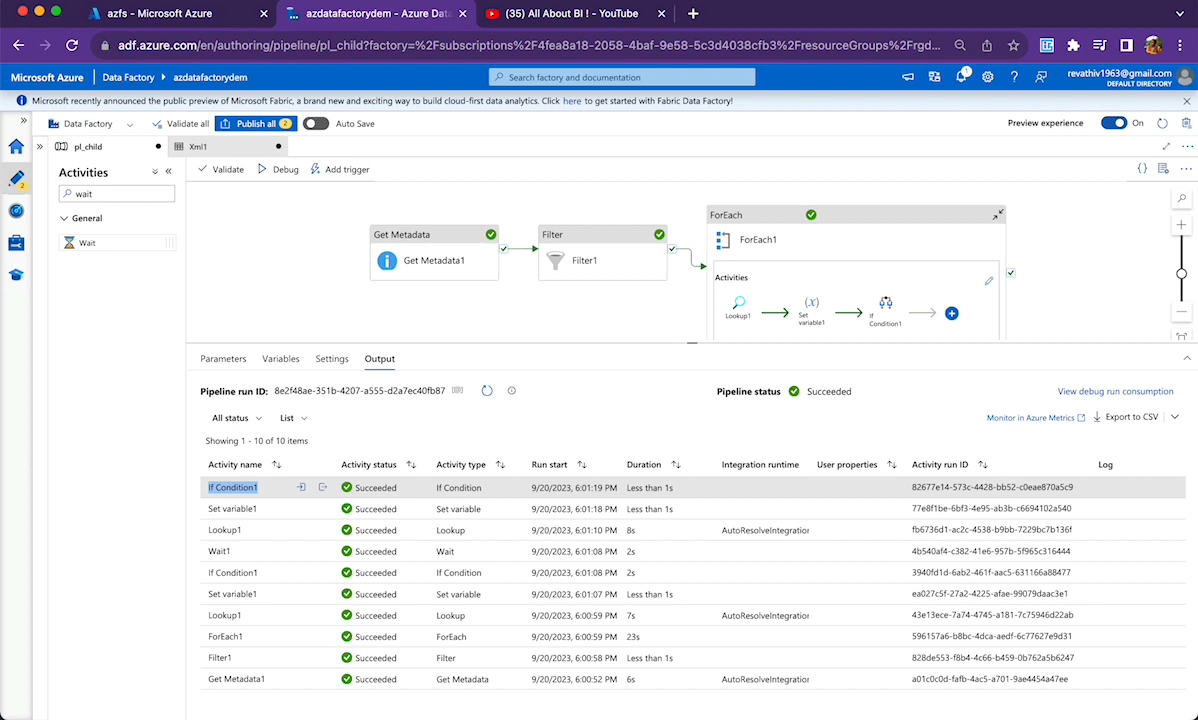 azfs - Microsoft Azure
azdatafactorydem - Azure Dat
(35) All About BI ! - YouTube
adf.azure.com/en/authoring/pipeline/pl_child?factory=%2Fsubscriptions%2F4fea8a18-2058-4baf-9e58-5c3d4038cfb3%2FresourceGroups%2Frgd...
Microsoft Azure
Data Factory
azdatafactorydem
Search factory and documentation
1
revathiv1963@gmail.com
DEFAULT DIRECTORY
Microsoft recently announced the public preview of Microsoft Fabric, a brand new and exciting way to build cloud-first data analytics. Click here to get started with Fabric Data Factory!
Data Factory
Validate all
Publish all 2
Auto Save
Preview experience
On
pl_child
Xml1
Activities
wait
General
Wait
2
Validate
Debug
Add trigger
Get Metadata
Get Metadata1
Filter
Filter1
ForEach
ForEach1
Activities
Lookup1
(x)
Set
variable1
If
Condition1
Parameters
Variables
Settings
Output
Pipeline run ID: 8e2f48ae-351b-4207-a555-d2a7ec40fb87
Pipeline status Succeeded
View debug run consumption
All status
List
Monitor in Azure Metrics
Export to CSV
Showing 1 - 10 of 10 items
Activity name Activity status Activity type Run start Duration Integration runtime User properties Activity run ID Log
If Condition1 Succeeded If Condition 9/20/2023, 6:01:19 PM Less than 1s 82677e14-573c-4428-bb52-c0eae870a5c9
Set variable1 Succeeded Set variable 9/20/2023, 6:01:18 PM Less than 1s 77e8f1be-6bf3-4e95-ab3b-c6694102a540
Lookup1 Succeeded Lookup 9/20/2023, 6:01:10 PM 8s AutoResolveIntegration fb6736d1-ac2c-4538-b9bb-7229bc7b136f
Wait1 Succeeded Wait 9/20/2023, 6:01:08 PM 2s 4b540af4-c382-41e6-957b-5f965c316444
If Condition1 Succeeded If Condition 9/20/2023, 6:01:08 PM 2s 3940fd1d-6ab2-461f-aac5-631166a88477
Set variable1 Succeeded Set variable 9/20/2023, 6:01:07 PM Less than 1s ea027c5f-27a2-4225-afae-99079daac3e1
Lookup1 Succeeded Lookup 9/20/2023, 6:00:59 PM 7s AutoResolveIntegration 43e13ece-7a74-4745-a181-7c75946d22ab
ForEach1 Succeeded ForEach 9/20/2023, 6:00:59 PM 23s 596157a6-b8bc-4dca-aedf-6c77627e9d31
Filter1 Succeeded Filter 9/20/2023, 6:00:58 PM Less than 1s 828de553-f8b4-4c66-b459-0b762a5b6247
Get Metadata1 Succeeded Get Metadata 9/20/2023, 6:00:52 PM 6s AutoResolveIntegration a01c0c0d-fafb-4ac5-a701-9ae4454a47ee